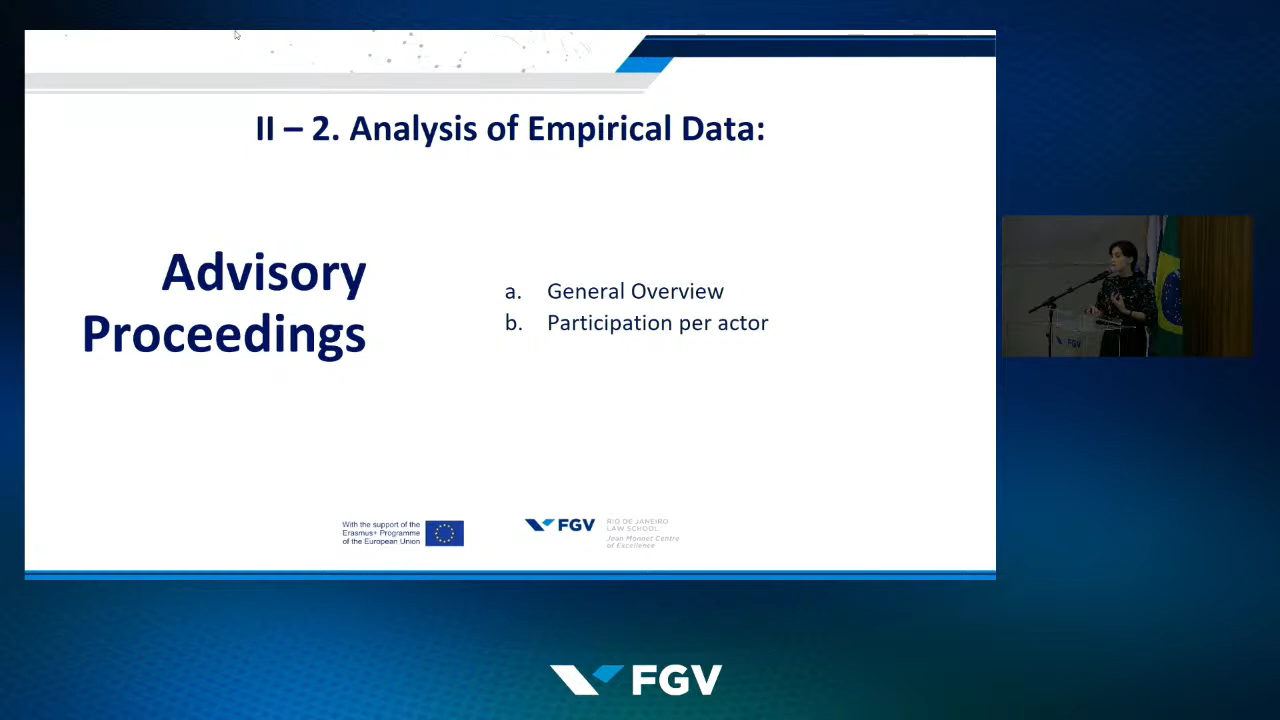 II – 2. Analysis of Empirical Data:
Advisory
Proceedings
a. General Overview
b. Participation per actor
With the support of the
Erasmus+ Programme
of the European Union
FGV
RIO DE JANEIRO
LAW SCHOOL
Jean Monnet Centre
of Excellence
FGV
FGV